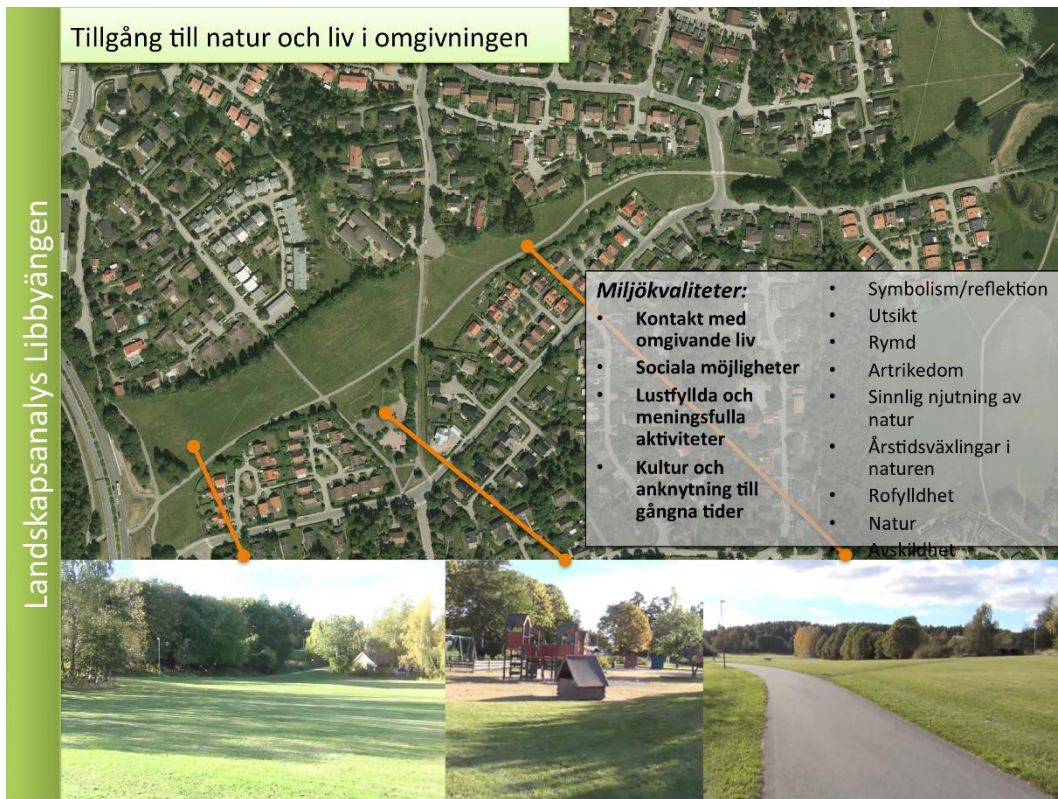 Tillgång till natur och liv i omgivningen
Landskapsanalys Libbyängen
Miljökvaliteter:
• Kontakt med
omgivande liv
• Sociala möjligheter
• Lustfyllda och
meningsfulla
aktiviteter
• Kultur och
anknytning till
gångna tider
• Symbolism/reflektion
• Utsikt
• Rymd
• Artrikedom
• Sinnlig njutning av
natur
• Årstidsväxlingar i
naturen
• Rofylldhet
• Natur
• Avskildhet